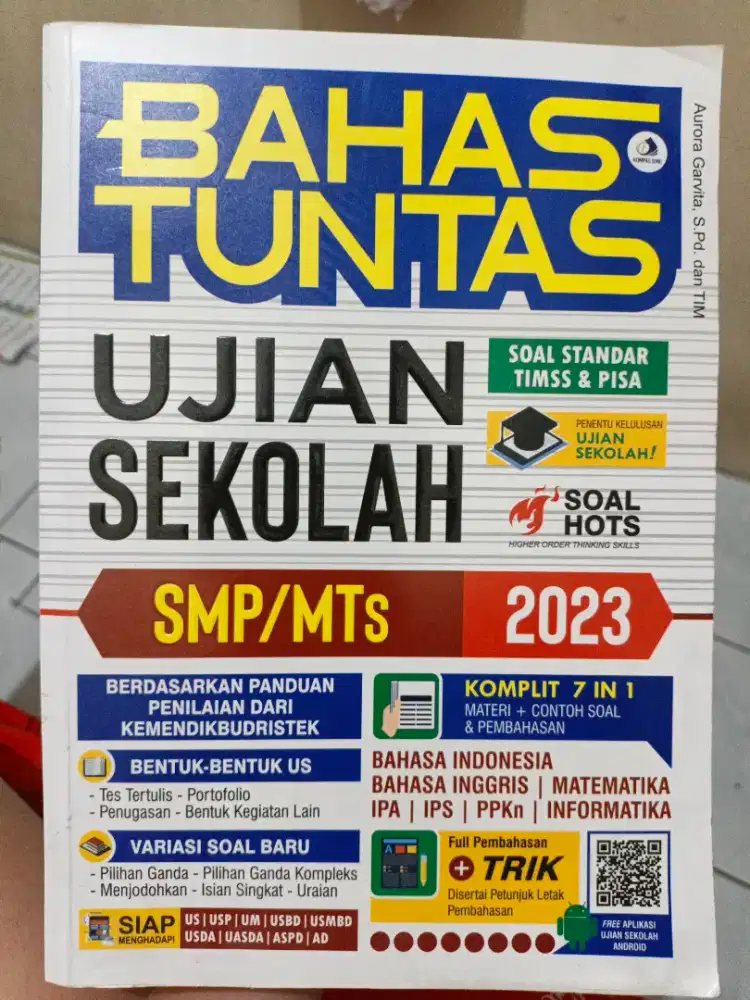 BAHAS
TUNTAS
Aurora Garvita, S.Pd. dan TIM
UJIAN
SEKOLAH
SOAL STANDAR
TIMSS & PISA
PENENTU KELULUSAN
UJIAN
SEKOLAH!
SOAL
HOTS
HIGHER ORDER THINKING SKILLS
SMP/MTs
2023
BERDASARKAN PANDUAN
PENILAIAN DARI
KEMENDIKBUDRISTEK
BENTUK-BENTUK US
- Tes Tertulis - Portofolio
- Penugasan - Bentuk Kegiatan Lain
VARIASI SOAL BARU
- Pilihan Ganda - Pilihan Ganda Kompleks
- Menjodohkan - Isian Singkat - Uraian
SIAP
MENGHADAPI
US | USP | UM | USBD | USMBD
USDA | UASDA | ASPD | AD
KOMPLIT 7 IN 1
MATERI + CONTOH SOAL
& PEMBAHASAN
BAHASA INDONESIA
BAHASA INGGRIS | MATEMATIKA
IPA | IPS | PPKn | INFORMATIKA
Full Pembahasan
+ TRIK
Disertai Petunjuk Letak
Pembahasan
FREE APLIKASI
UJIAN SEKOLAH
ANDROID